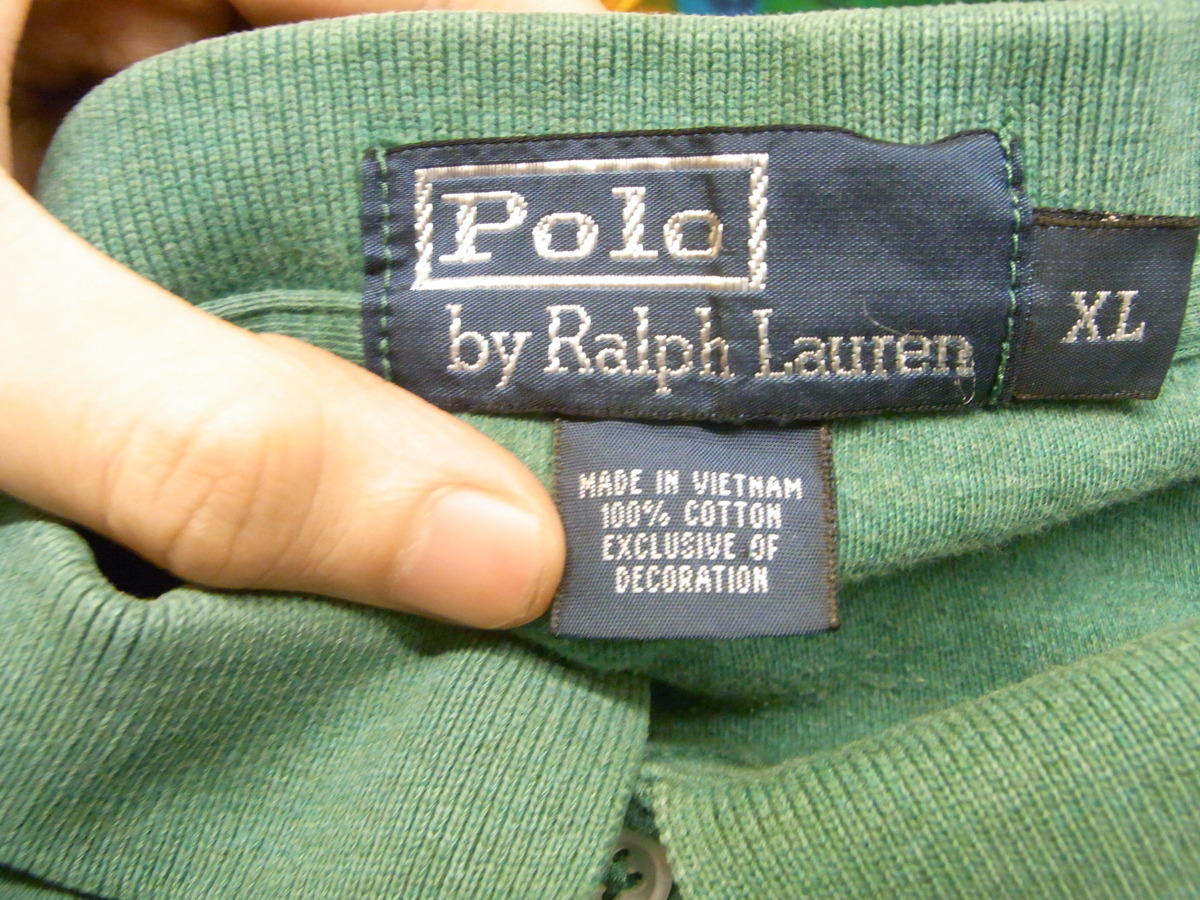 Polo
by Ralph Lauren
XL
MADE IN VIETNAM
100% COTTON
EXCLUSIVE OF
DECORATION